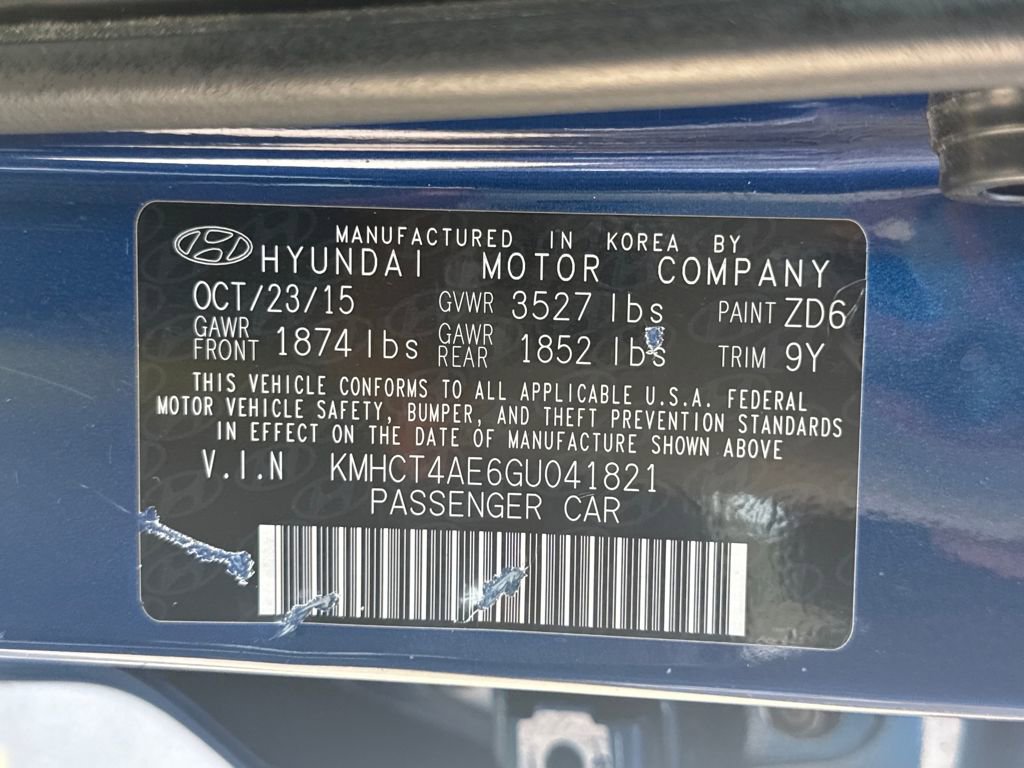 MANUFACTURED IN KOREA BY
HYUNDAI MOTOR COMPANY
OCT/23/15 GVWR 3527 lbs PAINT ZD6
GAWR FRONT 1874 lbs GAWR REAR 1852 lbs TRIM 9Y
THIS VEHICLE CONFORMS TO ALL APPLICABLE U.S.A. FEDERAL
MOTOR VEHICLE SAFETY, BUMPER, AND THEFT PREVENTION STANDARDS
IN EFFECT ON THE DATE OF MANUFACTURE SHOWN ABOVE
V.I.N KMHCT4AE6GU041821
PASSENGER CAR